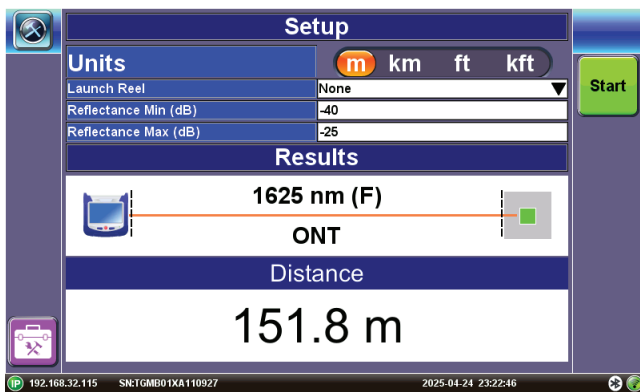 Setup
Units m km ft kft
Launch Reel None
Start
Reflectance Min (dB) -40
Reflectance Max (dB) -25
Results
1625 nm (F)
ONT
Distance
151.8 m
IP 192.168.32.115 SN:TGMB01XA110927 2025-04-24 23:22:46